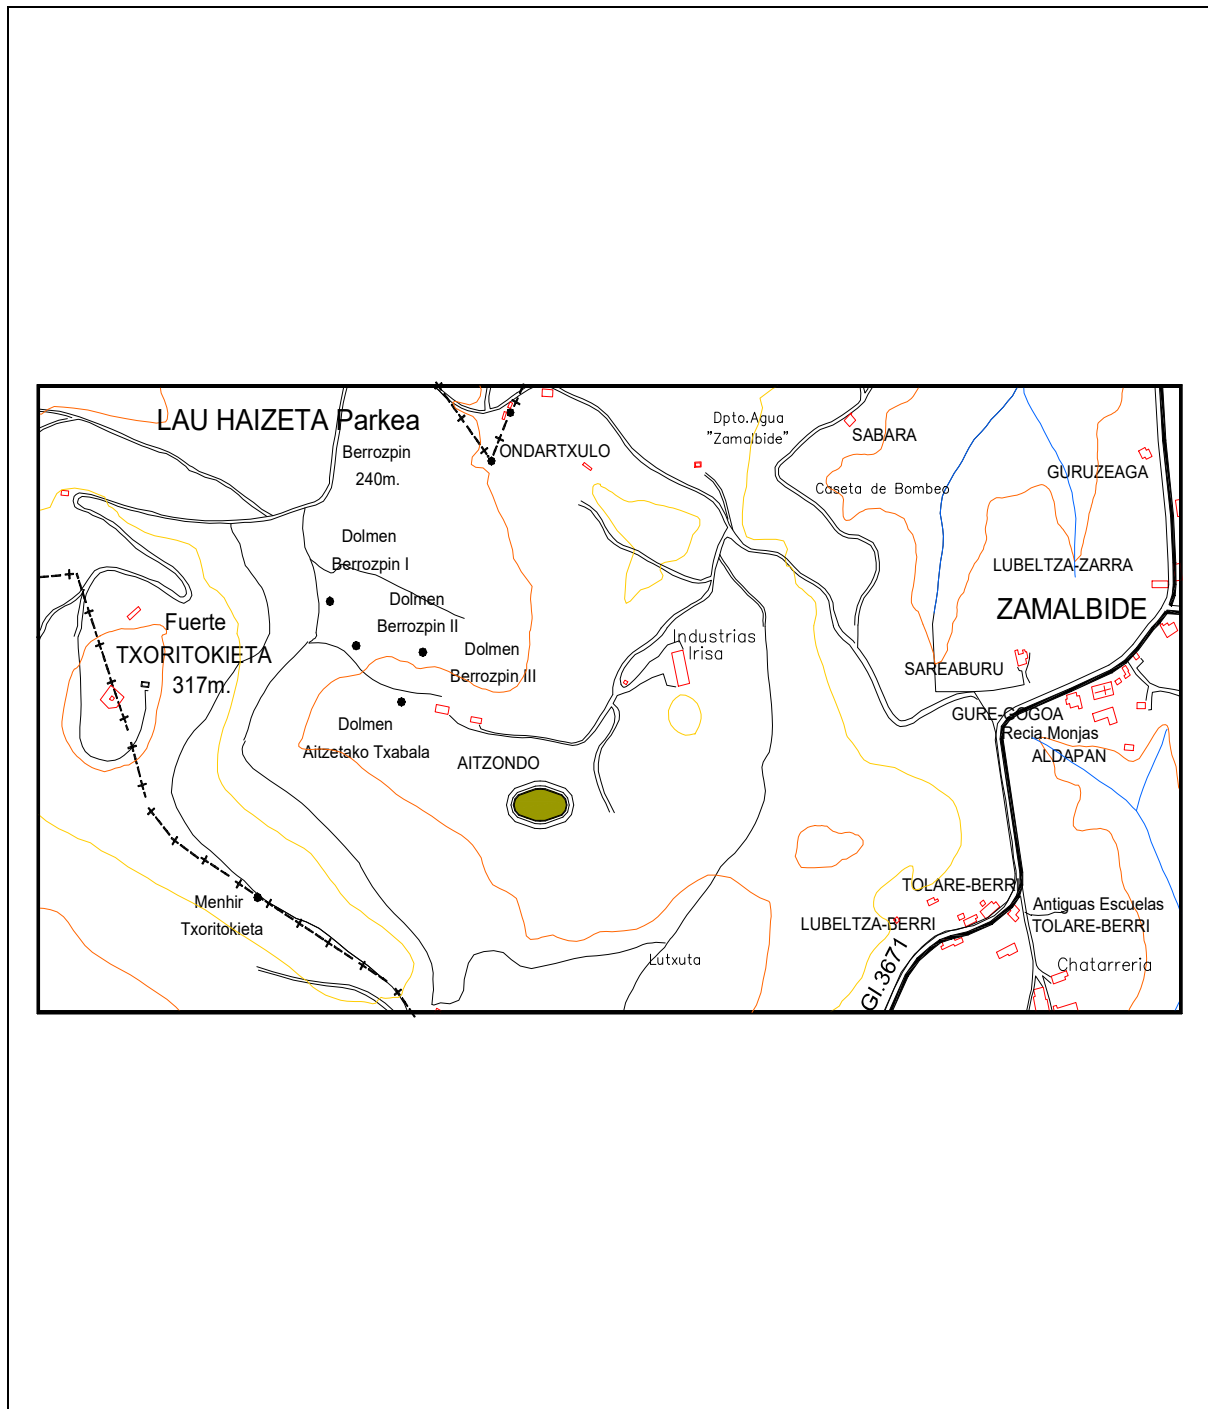 LAU HAIZETA Parkea
Berrozpin
240m.
ONDARTXULO
Dpto.Agua
"Zamalbide"
SABARA
GURUZEAGA
Caseta de Bombeo
Dolmen
Berrozpin I
LUBELTZA-ZARRA
Dolmen
Berrozpin II
ZAMALBIDE
Fuerte
TXORITOKIETA
317m.
Dolmen
Berrozpin III
Industrias
Irisa
SAREABURU
GURE-GOGOA
Recia.Monjas
ALDAPAN
Dolmen
Aitzetako Txabala
AITZONDO
TOLARE-BERRI
Menhir
Txoritokieta
LUBELTZA-BERRI
Antiguas Escuelas
TOLARE-BERRI
Lutxuta
Chatarreria
GI.3671